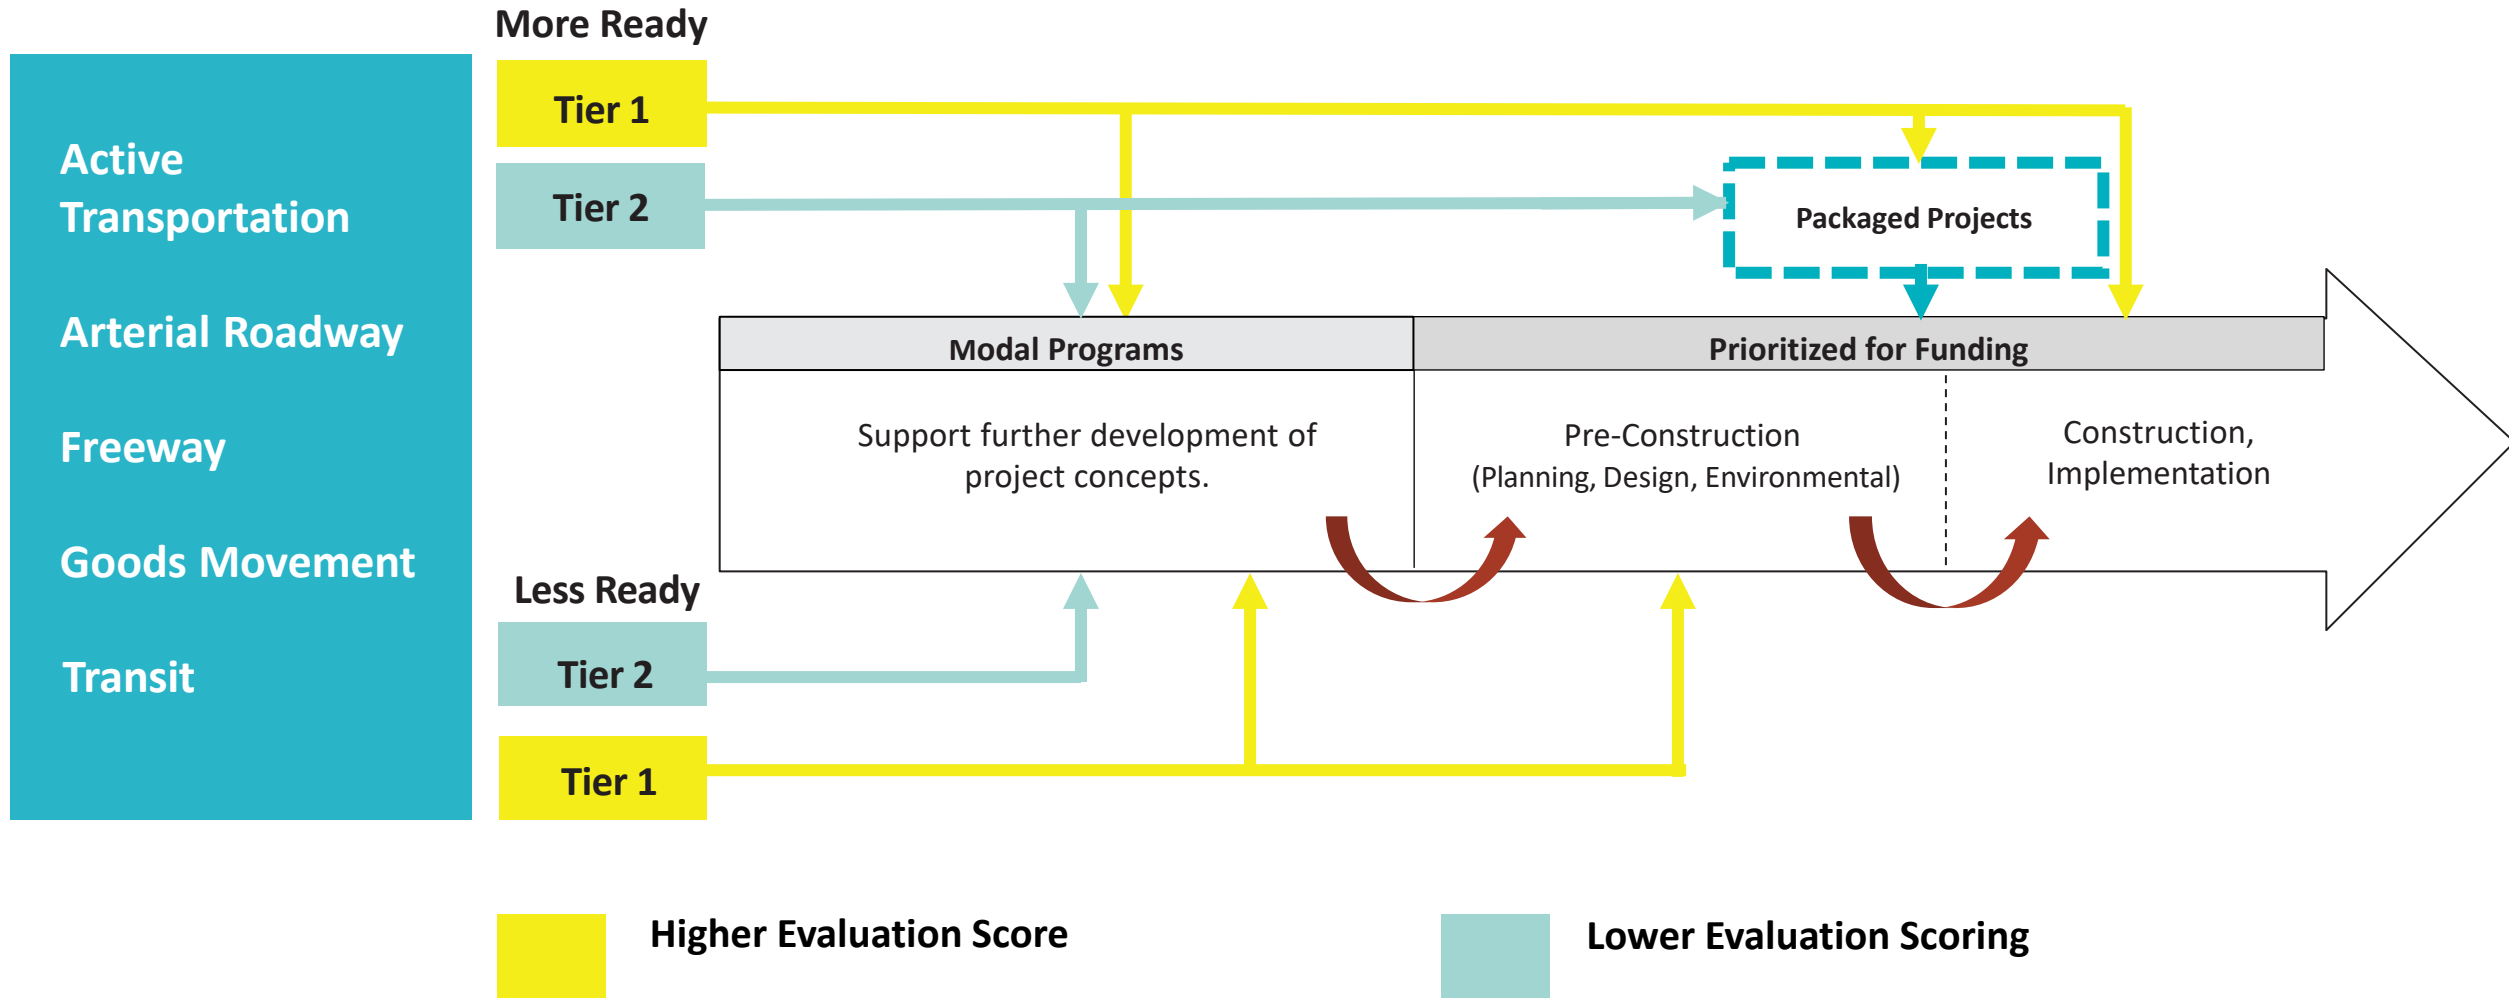 More Ready
Active
Transportation
Arterial Roadway
Freeway
Goods Movement
Transit
Tier 1
Tier 2
Packaged Projects
Modal Programs
Prioritized for Funding
Support further development of
project concepts.
Pre-Construction
(Planning, Design, Environmental)
Construction,
Implementation
Less Ready
Tier 2
Tier 1
Higher Evaluation Score
Lower Evaluation Scoring